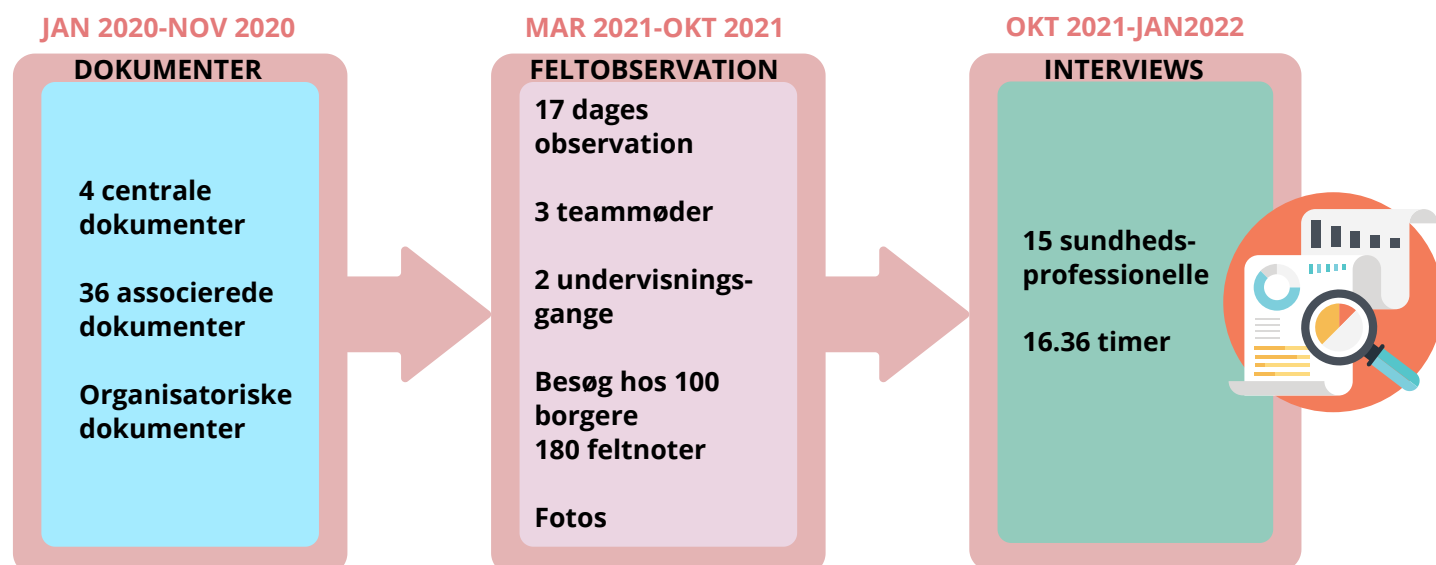 JAN 2020-NOV 2020
DOKUMENTER
4 centrale
dokumenter
36 associerede
dokumenter
Organisatoriske
dokumenter
MAR 2021-OKT 2021
FELTOBSERVATION
17 dages
observation
3 teammøder
2 undervisnings-
gange
Besøg hos 100
borgere
180 feltnoter
Fotos
OKT 2021-JAN2022
INTERVIEWS
15 sundheds-
professionelle
16.36 timer